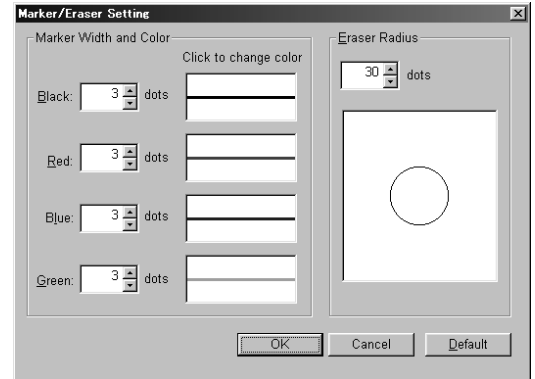 Marker/Eraser Setting
Marker Width and Color
Click to change color
Black: 3 dots
Red: 3 dots
Blue: 3 dots
Green: 3 dots
Eraser Radius
30 dots
OK Cancel Default